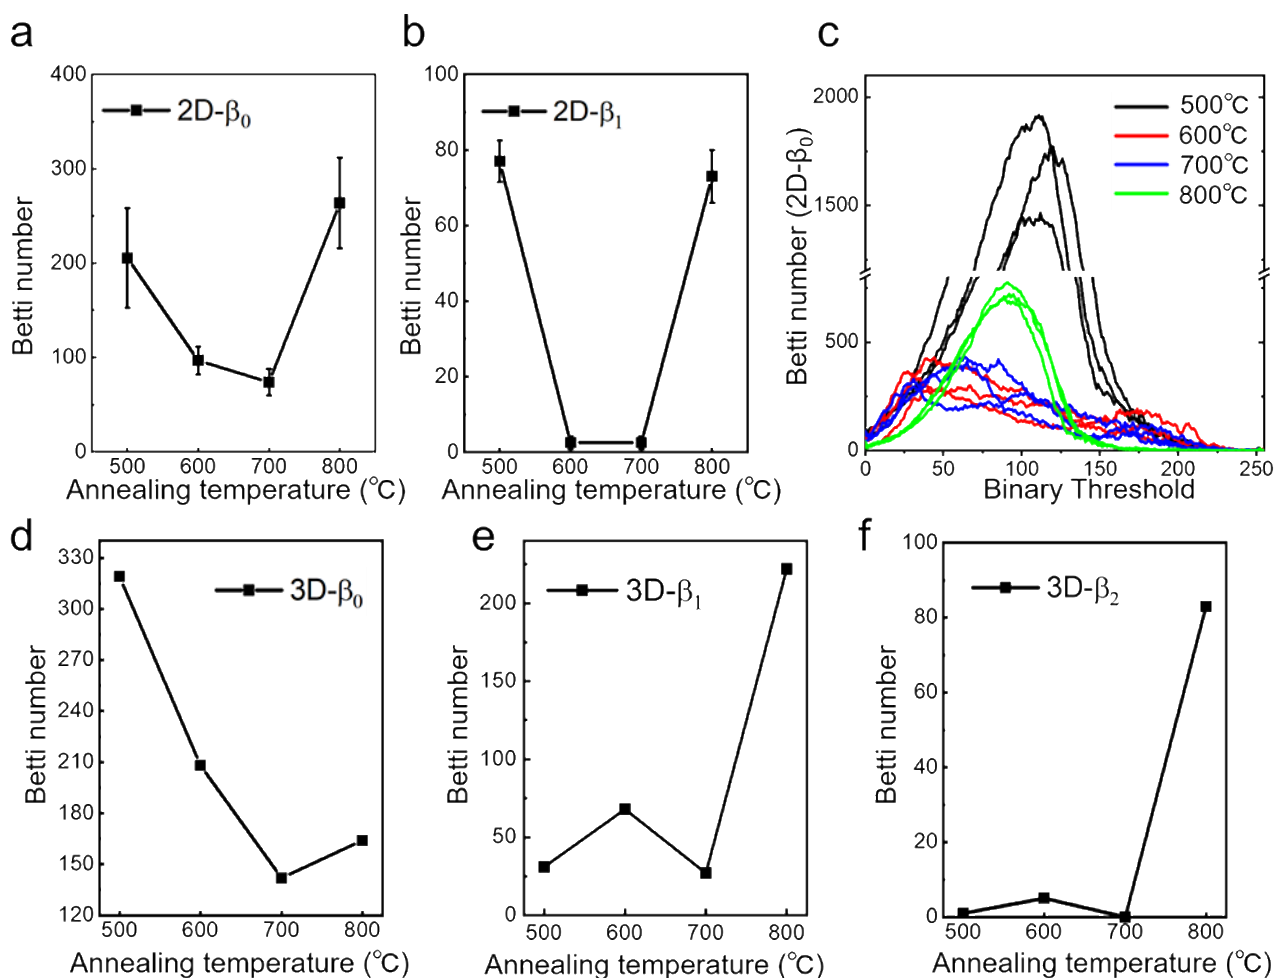 a
400
300
200
100
0
2D-β0
Betti number
500 600 700 800
Annealing temperature (℃)
b
100
80
60
40
20
0
2D-β1
Betti number
500 600 700 800
Annealing temperature (℃)
c
2000
1500
500
0
500℃
600℃
700℃
800℃
Betti number (2D-β0)
0 50 100 150 200 250
Binary Threshold
d
330
300
270
240
210
180
150
120
3D-β0
Betti number
500 600 700 800
Annealing temperature (℃)
e
200
150
100
50
0
3D-β1
Betti number
500 600 700 800
Annealing temperature (℃)
f
100
80
60
40
20
0
3D-β2
Betti number
500 600 700 800
Annealing temperature (℃)